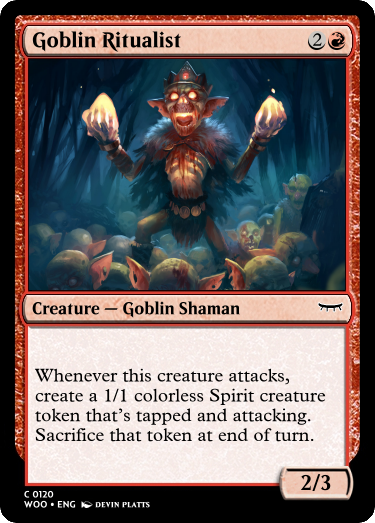 Goblin Ritualist 2
Creature — Goblin Shaman
Whenever this creature attacks,
create a 1/1 colorless Spirit creature
token that's tapped and attacking.
Sacrifice that token at end of turn.
2/3
C 0120
WOO • ENG DEVIN PLATTS